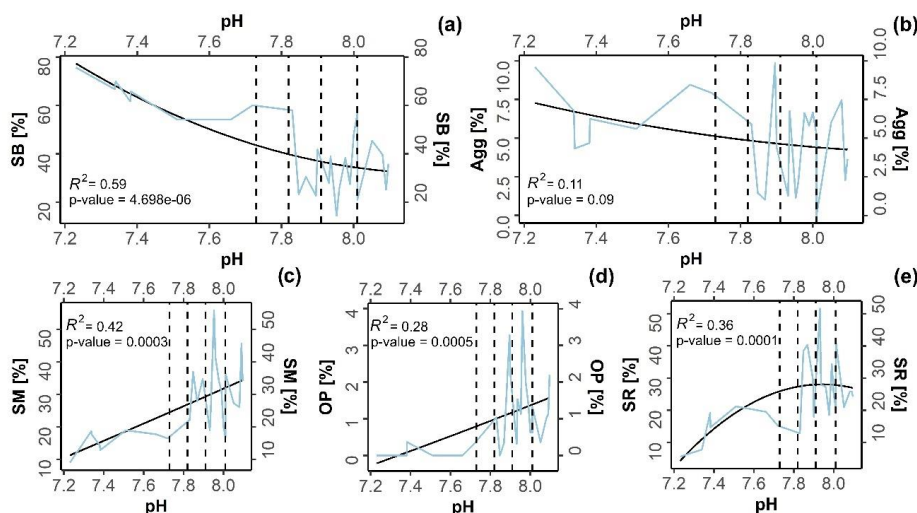 pH
7.2 7.4 7.6 7.8 8.0
(a)
SB [%]
20 40 60 80
SB [%]
0 20 40 60 80
R² = 0.59
p-value = 4.698e-06
7.2 7.4 7.6 7.8 8.0
pH
pH
7.2 7.4 7.6 7.8 8.0
(b)
Agg [%]
0.0 2.5 5.0 7.5 10.0
Agg [%]
0.0 2.5 5.0 7.5 10.0
R² = 0.11
p-value = 0.09
7.2 7.4 7.6 7.8 8.0
pH
7.2 7.4 7.6 7.8 8.0
(c)
SM [%]
10 20 30 40 50
SM [%]
10 20 30 40 50
R² = 0.42
p-value = 0.0003
7.2 7.4 7.6 7.8 8.0
pH
7.2 7.4 7.6 7.8 8.0
(d)
OP [%]
0 1 2 3 4
OP [%]
0 1 2 3 4
R² = 0.28
p-value = 0.0005
7.2 7.4 7.6 7.8 8.0
pH
7.2 7.4 7.6 7.8 8.0
(e)
SR [%]
10 20 30 40 50
SR [%]
10 20 30 40 50
R² = 0.36
p-value = 0.0001
7.2 7.4 7.6 7.8 8.0
pH